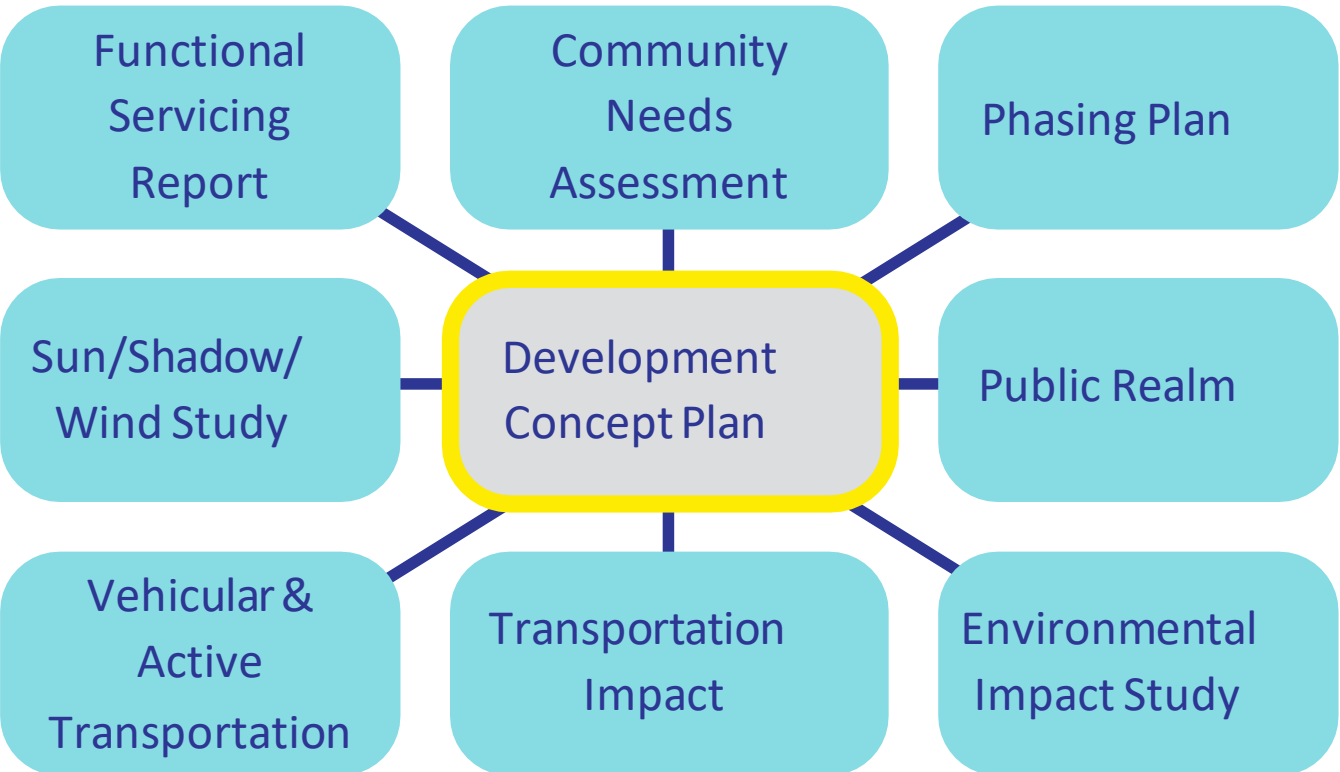 Functional
Servicing
Report
Community
Needs
Assessment
Phasing Plan
Sun/Shadow/
Wind Study
Development
Concept Plan
Public Realm
Vehicular &
Active
Transportation
Transportation
Impact
Environmental
Impact Study